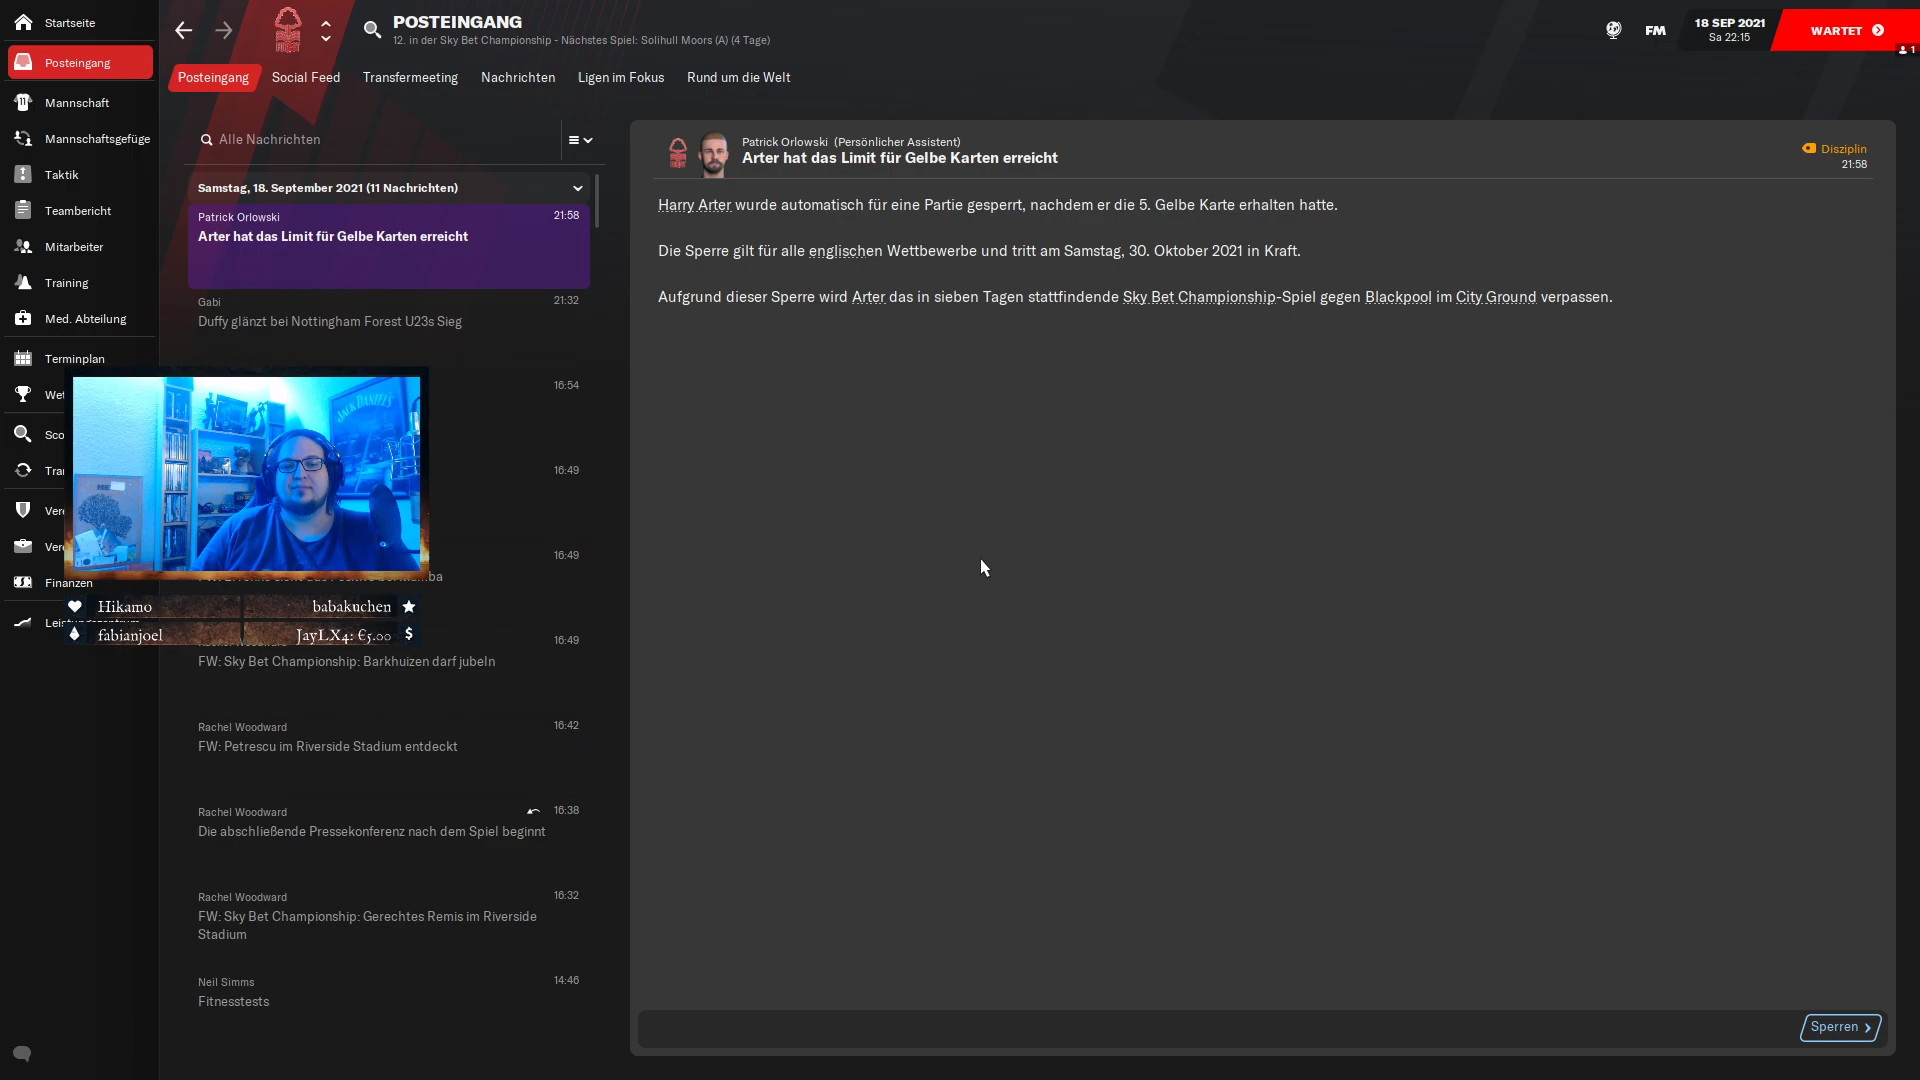 Startseite
Posteingang
Mannschaft
Mannschaftsgefüge
Taktik
Teambericht
Mitarbeiter
Training
Med. Abteilung
Terminplan
Finanzen
POSTEINGANG
12. in der Sky Bet Championship - Nächstes Spiel: Solihull Moors (A) (4 Tage)
FM
18 SEP 2021
Sa 22:15
WARTET
1
Posteingang
Social Feed
Transfermeeting
Nachrichten
Ligen im Fokus
Rund um die Welt
Alle Nachrichten
Samstag, 18. September 2021 (11 Nachrichten)
Patrick Orlowski 21:58
Arter hat das Limit für Gelbe Karten erreicht
Gabi 21:32
Duffy glänzt bei Nottingham Forest U23s Sieg
16:54
16:49
16:49
JACK DANIEL'S
Hikamo
babakuchen
fabianjoel
JayLX4: €5.00
16:49
FW: Sky Bet Championship: Barkhuizen darf jubeln
Rachel Woodward 16:42
FW: Petrescu im Riverside Stadium entdeckt
Rachel Woodward 16:38
Die abschließende Pressekonferenz nach dem Spiel beginnt
Rachel Woodward 16:32
FW: Sky Bet Championship: Gerechtes Remis im Riverside
Stadium
Neil Simms 14:46
Fitnesstests
Patrick Orlowski (Persönlicher Assistent)
Arter hat das Limit für Gelbe Karten erreicht
Disziplin
21:58
Harry Arter wurde automatisch für eine Partie gesperrt, nachdem er die 5. Gelbe Karte erhalten hatte.
Die Sperre gilt für alle englischen Wettbewerbe und tritt am Samstag, 30. Oktober 2021 in Kraft.
Aufgrund dieser Sperre wird Arter das in sieben Tagen stattfindende Sky Bet Championship-Spiel gegen Blackpool im City Ground verpassen.
Sperren